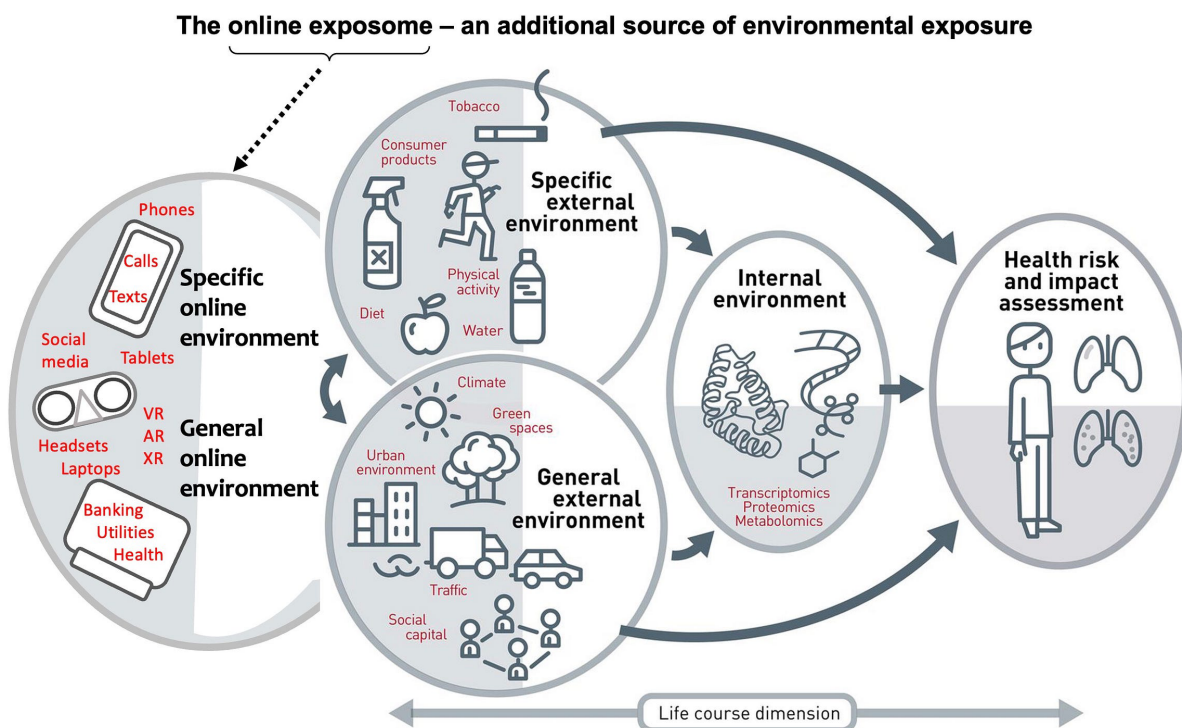 The online exposome – an additional source of environmental exposure
Phones
Calls
Texts
Specific
online
environment
Social
media
Tablets
VR
AR
XR
Headsets
Laptops
General
online
environment
Banking
Utilities
Health
Tobacco
Consumer
products
Specific
external
environment
Physical
activity
Diet
Water
Climate
Green
spaces
Urban
environment
General
external
environment
Traffic
Social
capital
Internal
environment
Transcriptomics
Proteomics
Metabolomics
Health risk
and impact
assessment
Life course dimension